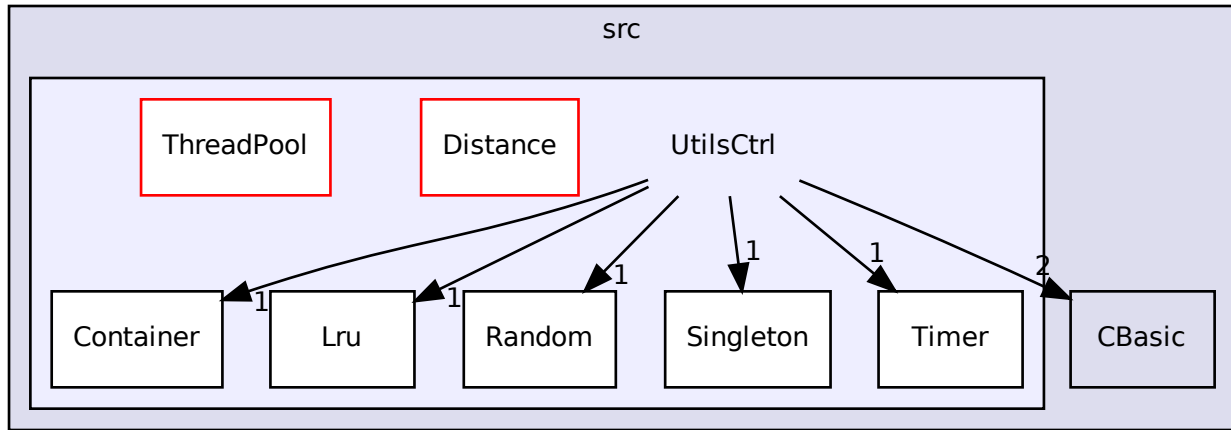 src
ThreadPool
Distance
UtilsCtrl
1
1
1
1
1
2
Container
Lru
Random
Singleton
Timer
CBasic